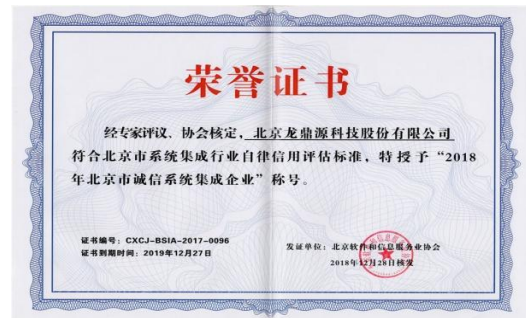 荣誉证书
经专家评议、协会核定，北京龙鼎源科技股份有限公司
符合北京市系统集成行业自律信用评估标准，特授予“2018
年北京市诚信系统集成企业”称号。
证书编号：CXCJ-BSIA-2017-0096
证书到期时间：2019年12月27日
发证单位：北京软件和信息服务业协会
2018年12月28日核发